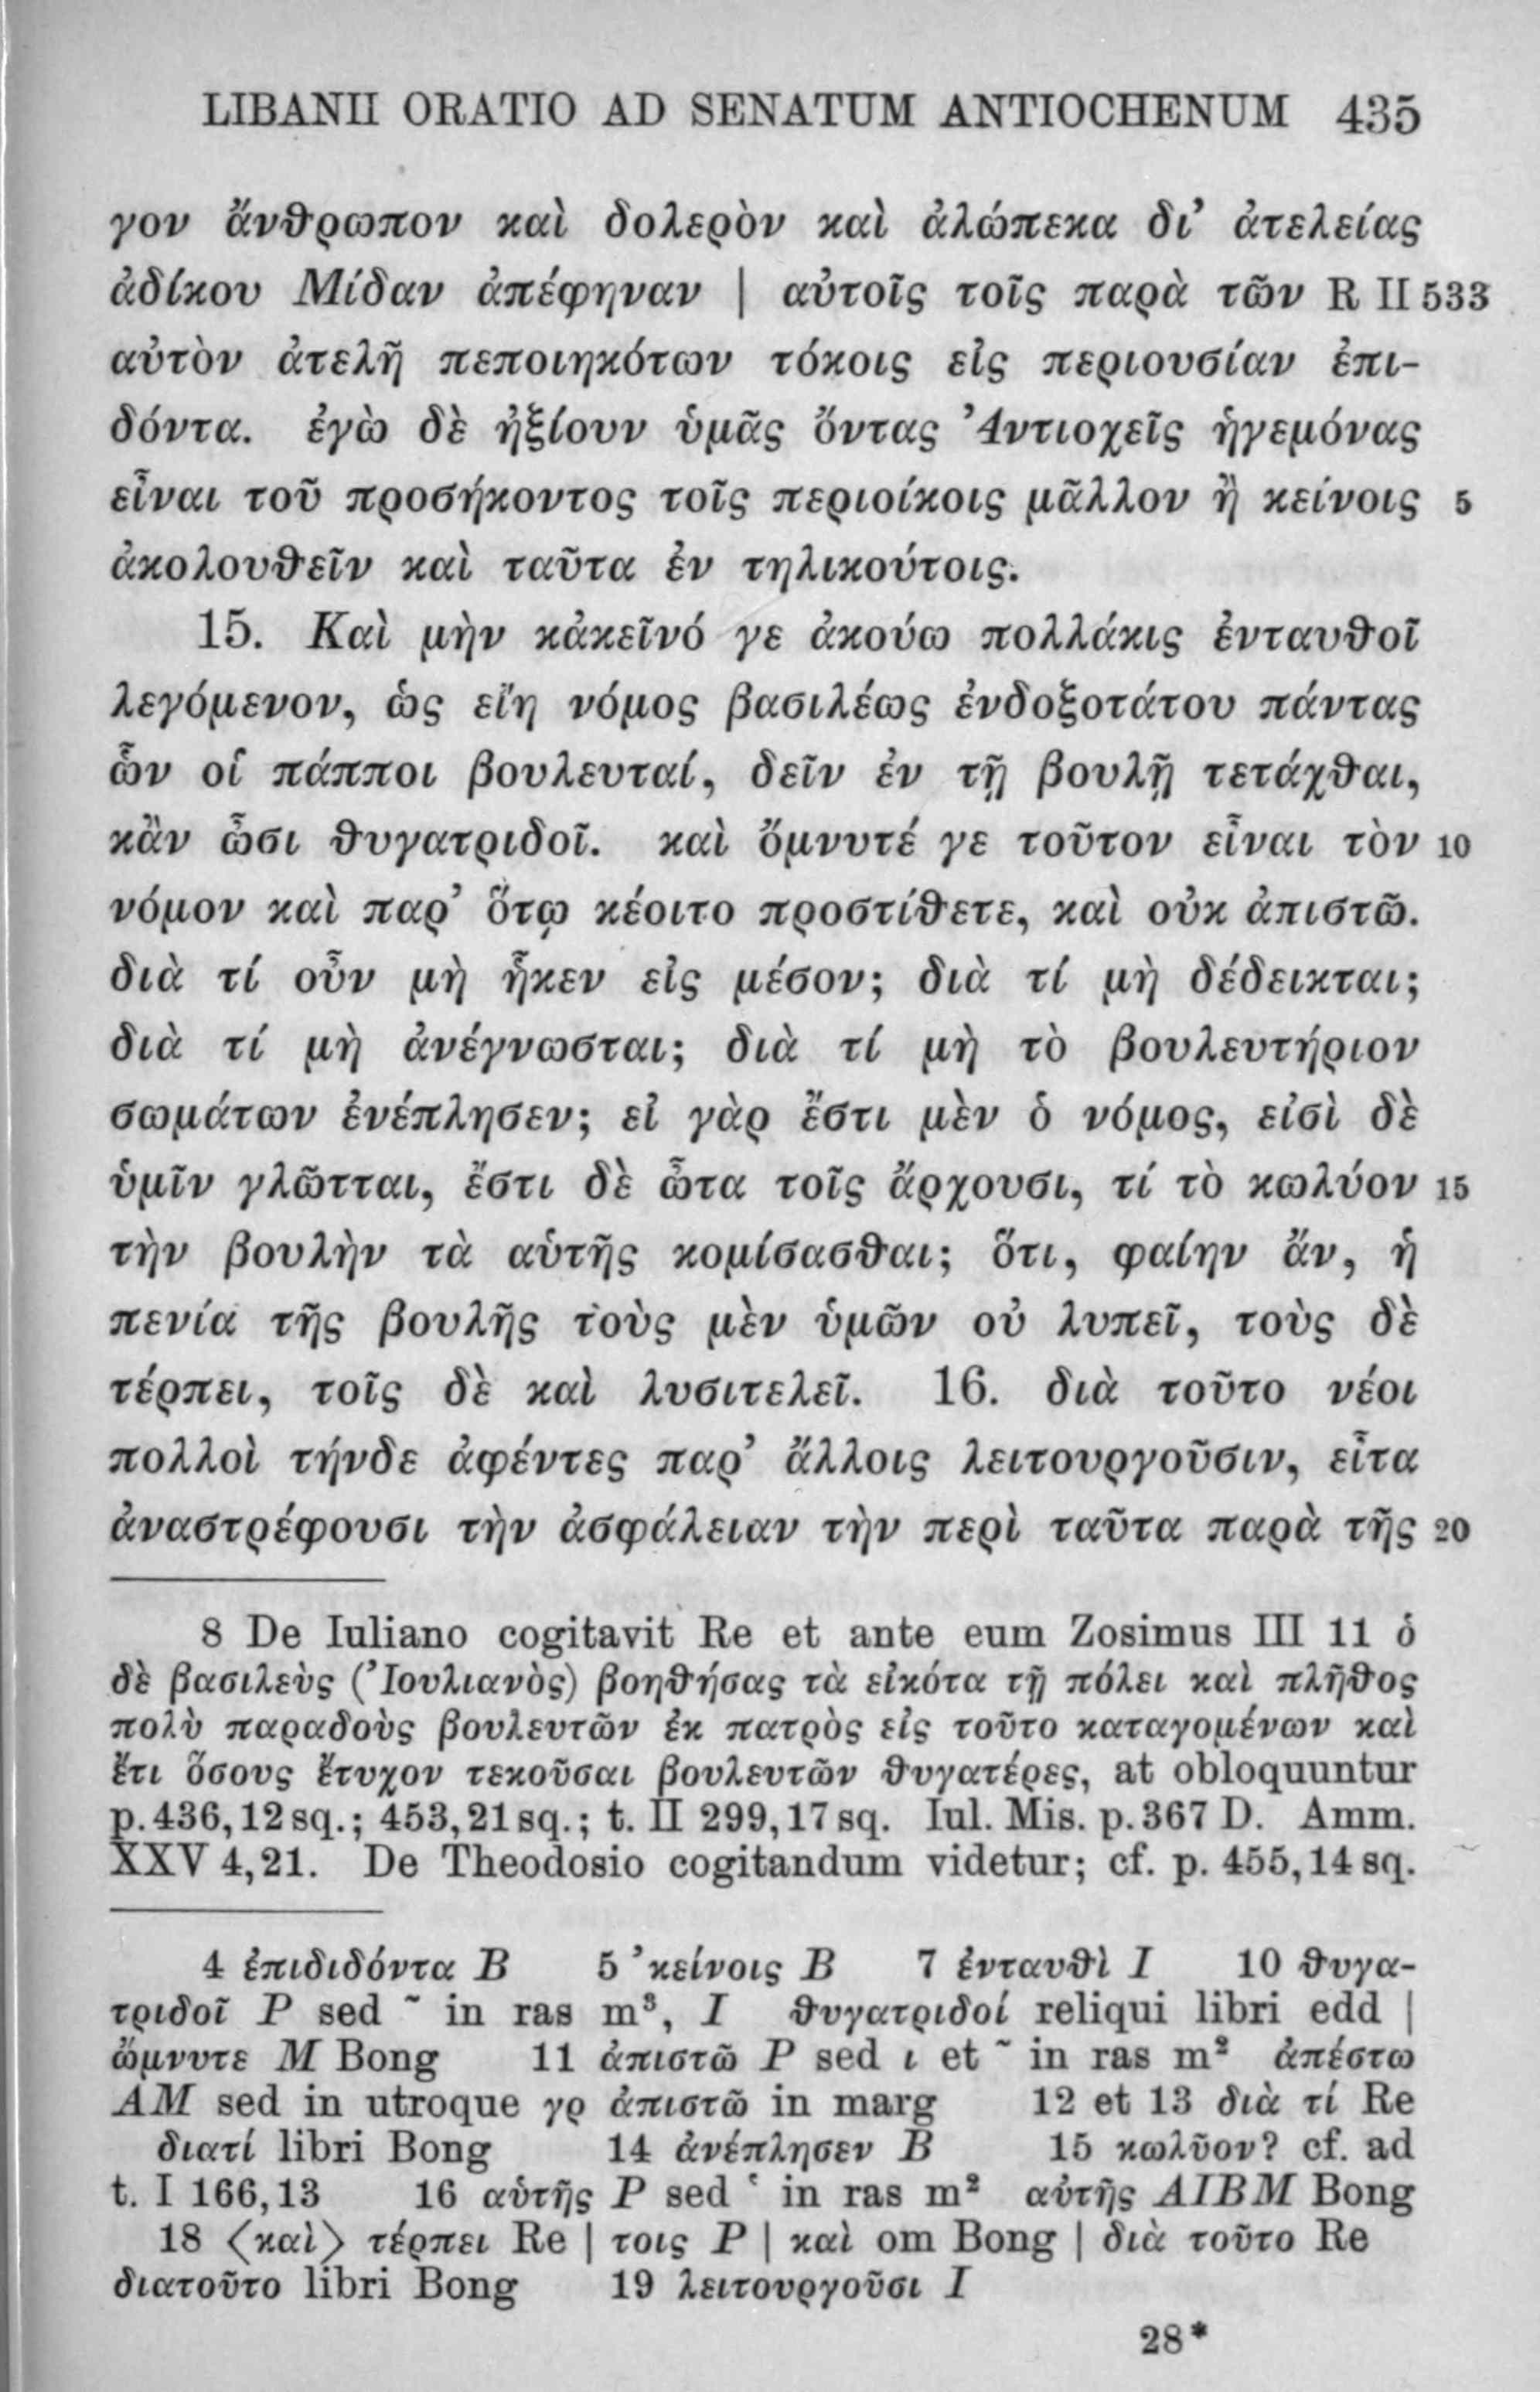 LIBANII ORATIO AD SENATUM ANTIOCHENUM 435
γον ἄνθρωπον καὶ δολερὸν καὶ ἀλώπεκα δι’ ἀτελείας
ἀδίκου Μίδαν ἀπέφηναν | αὐτοῖς τοῖς παρὰ τῶν R II 533
αὐτὸν ἀτελῆ πεποιηκότων τόκοις εἰς περιουσίαν ἐπι-
δόντα. ἐγὼ δὲ ἠξίουν ὑμᾶς ὄντας Ἀντιοχεῖς ἡγεμόνας
εἶναι τοῦ προσήκοντος τοῖς περιοίκοις μᾶλλον ἢ κείνοις 5
ἀκολουθεῖν καὶ ταῦτα ἐν τηλικούτοις.
15. Καὶ μὴν κἀκεῖνό γε ἀκούω πολλάκις ἐνταυθοῖ
λεγόμενον, ὡς εἴη νόμος βασιλέως ἐνδοξοτάτου πάντας
ὧν οἱ πάπποι βουλευταί, δεῖν ἐν τῇ βουλῇ τετάχθαι,
κἂν ὦσι θυγατριδοῖ. καὶ ὄμνυτέ γε τοῦτον εἶναι τὸν 10
νόμον καὶ παρ’ ὅτῳ κέοιτο προστίθετε, καὶ οὐκ ἀπιστῶ.
διὰ τί οὖν μὴ ἧκεν εἰς μέσον; διὰ τί μὴ δέδεικται;
διὰ τί μὴ ἀνέγνωσται; διὰ τί μὴ τὸ βουλευτήριον
σωμάτων ἐνέπλησεν; εἰ γὰρ ἔστι μὲν ὁ νόμος, εἰσὶ δὲ
ὑμῖν γλῶτται, ἔστι δὲ ὦτα τοῖς ἄρχουσι, τί τὸ κωλύον 15
τὴν βουλὴν τὰ αὑτῆς κομίσασθαι; ὅτι, φαίην ἄν, ἡ
πενία τῆς βουλῆς τοὺς μὲν ὑμῶν οὐ λυπεῖ, τοὺς δὲ
τέρπει, τοῖς δὲ καὶ λυσιτελεῖ. 16. διὰ τοῦτο νέοι
πολλοὶ τήνδε ἀφέντες παρ’ ἄλλοις λειτουργοῦσιν, εἶτα
ἀναστρέφουσι τὴν ἀσφάλειαν τὴν περὶ ταῦτα παρὰ τῆς 20
8 De Iuliano cogitavit Re et ante eum Zosimus III 11 ὁ
δὲ βασιλεὺς (Ἰουλιανὸς) βοηθήσας τὰ εἰκότα τῇ πόλει καὶ πλῆθος
πολὺ παραδοὺς βουλευτῶν ἐκ πατρὸς εἰς τοῦτο καταγομένων καὶ
ἔτι ὅσους ἔτυχον τεκοῦσαι βουλευτῶν θυγατέρες, at obloquuntur
p. 436, 12 sq.; 453, 21 sq.; t. II 299, 17 sq. Iul. Mis. p. 367 D. Amm.
XXV 4, 21. De Theodosio cogitandum videtur; cf. p. 455, 14 sq.
4 ἐπιδιδόντα B 5 ’κείνοις B 7 ἐνταυθὶ I 10 θυγα-
τριδοῖ P sed ῀ in ras m³, I θυγατριδοί reliqui libri edd |
ὤμνυτε M Bong 11 ἀπιστῶ P sed ι et ῀ in ras m² ἀπέστω
AM sed in utroque γρ ἀπιστῶ in marg 12 et 13 διὰ τί Re
διατί libri Bong 14 ἀνέπλησεν B 15 κωλῦον? cf. ad
t. I 166, 13 16 αὑτῆς P sed ῾ in ras m² αὐτῆς AIBM Bong
18 ⟨καὶ⟩ τέρπει Re | τοις P | καὶ om Bong | διὰ τοῦτο Re
διατοῦτο libri Bong 19 λειτουργοῦσι I
28*